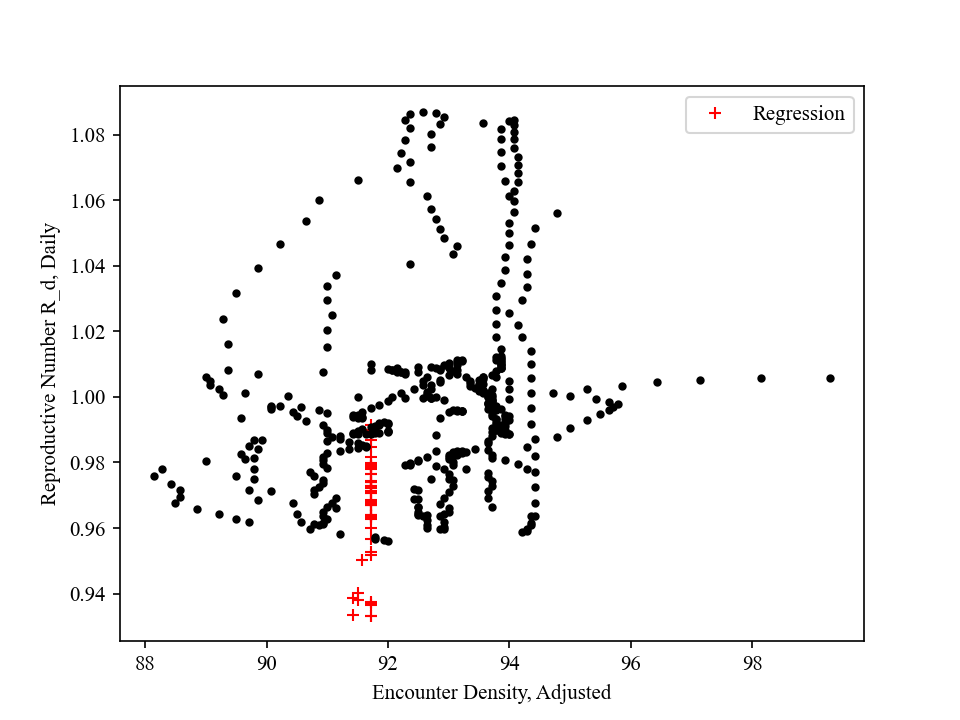 Regression
1.08
1.06
1.04
1.02
1.00
0.98
0.96
0.94
Reproductive Number R_d, Daily
88 90 92 94 96 98
Encounter Density, Adjusted